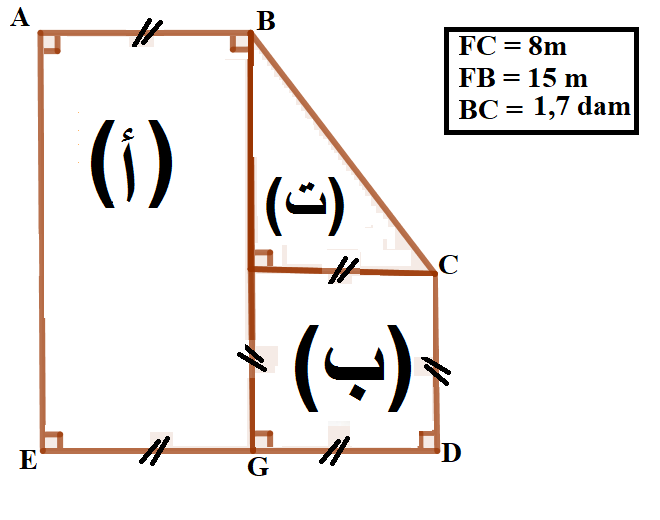 A
B
FC = 8m
FB = 15 m
BC = 1,7 dam
(أ)
(ت)
C
(ب)
E
G
D